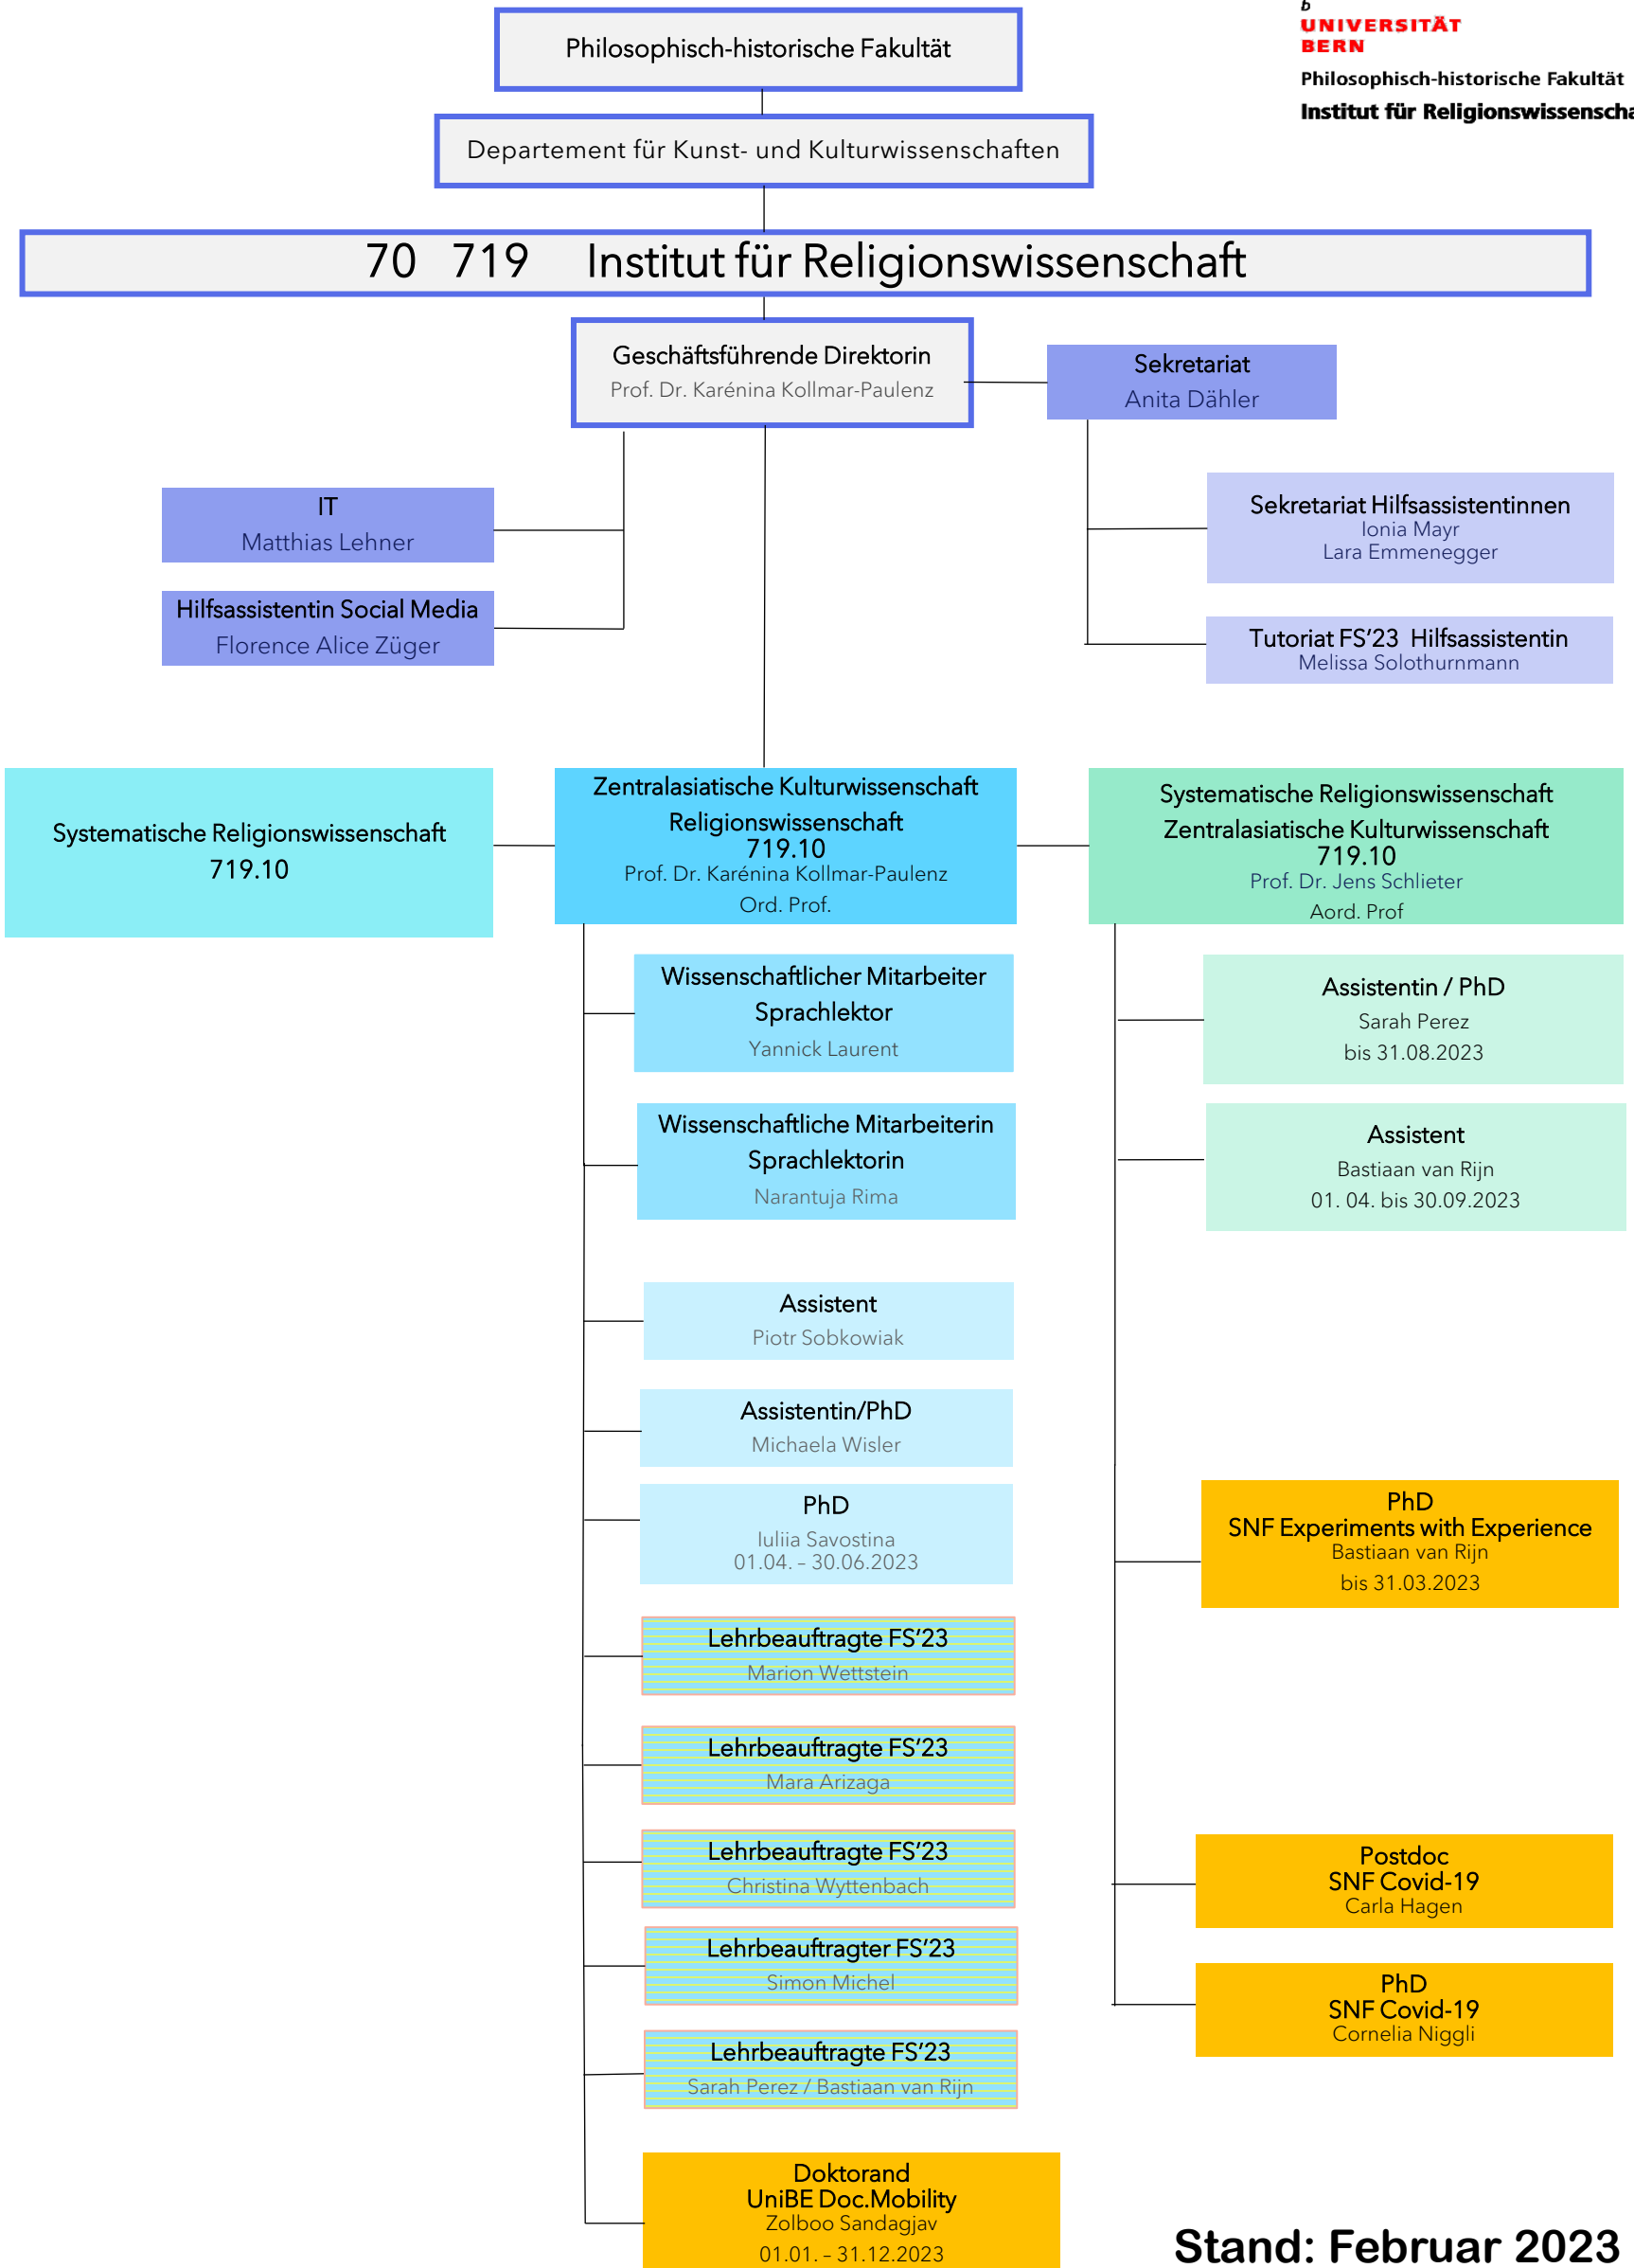 b
UNIVERSITÄT
BERN
Philosophisch-historische Fakultät
Institut für Religionswissenscha
Philosophisch-historische Fakultät
Departement für Kunst- und Kulturwissenschaften
70 719 Institut für Religionswissenschaft
Geschäftsführende Direktorin
Prof. Dr. Karénina Kollmar-Paulenz
Sekretariat
Anita Dähler
IT
Matthias Lehner
Hilfsassistentin Social Media
Florence Alice Züger
Sekretariat Hilfsassistentinnen
Ionia Mayr
Lara Emmenegger
Tutoriat FS’23 Hilfsassistentin
Melissa Solothurnmann
Systematische Religionswissenschaft
719.10
Zentralasiatische Kulturwissenschaft
Religionswissenschaft
719.10
Prof. Dr. Karénina Kollmar-Paulenz
Ord. Prof.
Systematische Religionswissenschaft
Zentralasiatische Kulturwissenschaft
719.10
Prof. Dr. Jens Schlieter
Aord. Prof
Wissenschaftlicher Mitarbeiter
Sprachlektor
Yannick Laurent
Wissenschaftliche Mitarbeiterin
Sprachlektorin
Narantuja Rima
Assistent
Piotr Sobkowiak
Assistentin/PhD
Michaela Wisler
PhD
Iuliia Savostina
01.04. – 30.06.2023
Lehrbeauftragte FS’23
Marion Wettstein
Lehrbeauftragte FS’23
Mara Arizaga
Lehrbeauftragte FS’23
Christina Wyttenbach
Lehrbeauftragter FS’23
Simon Michel
Lehrbeauftragte FS’23
Sarah Perez / Bastiaan van Rijn
Doktorand
UniBE Doc.Mobility
Zolboo Sandagjav
01.01. – 31.12.2023
Assistentin / PhD
Sarah Perez
bis 31.08.2023
Assistent
Bastiaan van Rijn
01. 04. bis 30.09.2023
PhD
SNF Experiments with Experience
Bastiaan van Rijn
bis 31.03.2023
Postdoc
SNF Covid-19
Carla Hagen
PhD
SNF Covid-19
Cornelia Niggli
Stand: Februar 2023